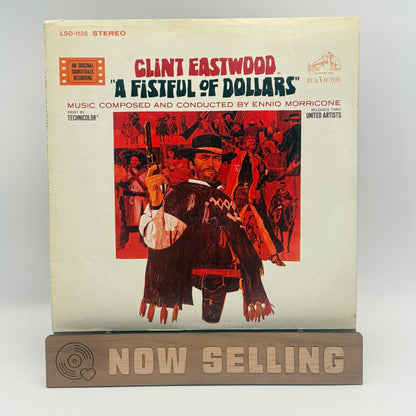 LSO-1135 STEREO
AN ORIGINAL
SOUNDTRACK
RECORDING
CLINT EASTWOOD
IN
"A FISTFUL OF DOLLARS"
RCA VICTOR
MUSIC COMPOSED AND CONDUCTED BY ENNIO MORRICONE
PRINT BY
TECHNICOLOR®
RELEASED THRU
UNITED ARTISTS
NOW SELLING